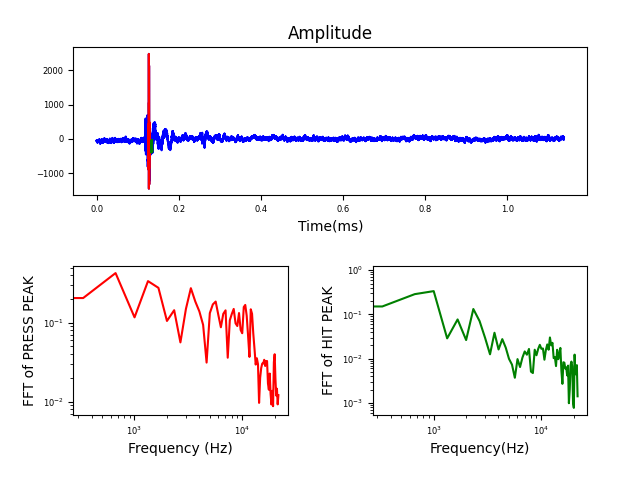 Amplitude
2000
1000
0
−1000
0.0 0.2 0.4 0.6 0.8 1.0
Time(ms)
FFT of PRESS PEAK
10⁻¹
10⁻²
10³ 10⁴
Frequency (Hz)
FFT of HIT PEAK
10⁰
10⁻¹
10⁻²
10⁻³
10³ 10⁴
Frequency(Hz)